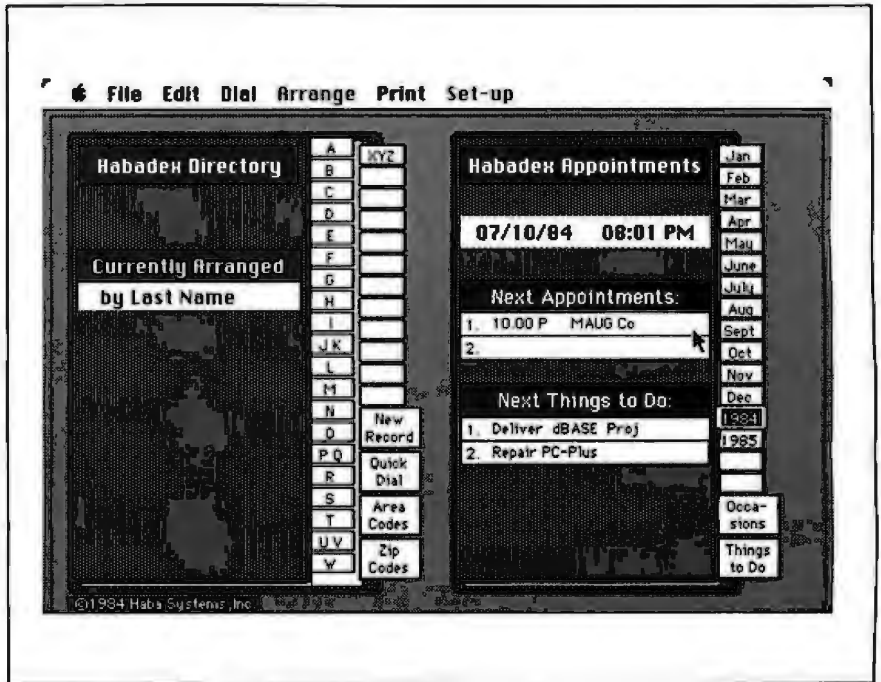 File Edit Dial Arrange Print Set-up
Habadex Directory
Currently Arranged
by Last Name
A
B
C
D
E
F
G
H
I
J K
L
M
N
O
P Q
R
S
T
U V
W
XYZ
New
Record
Quick
Dial
Area
Codes
Zip
Codes
©1984 Haba Systems, Inc.
Habadex Appointments
07/10/84 08:01 PM
Next Appointments:
1. 10:00 P MAUG Co
2.
Next Things to Do:
1. Deliver dBASE Proj
2. Repair PC-Plus
Jan
Feb
Mar
Apr
May
June
July
Aug
Sept
Oct
Nov
Dec
1984
1985
Occa-
sions
Things
to Do